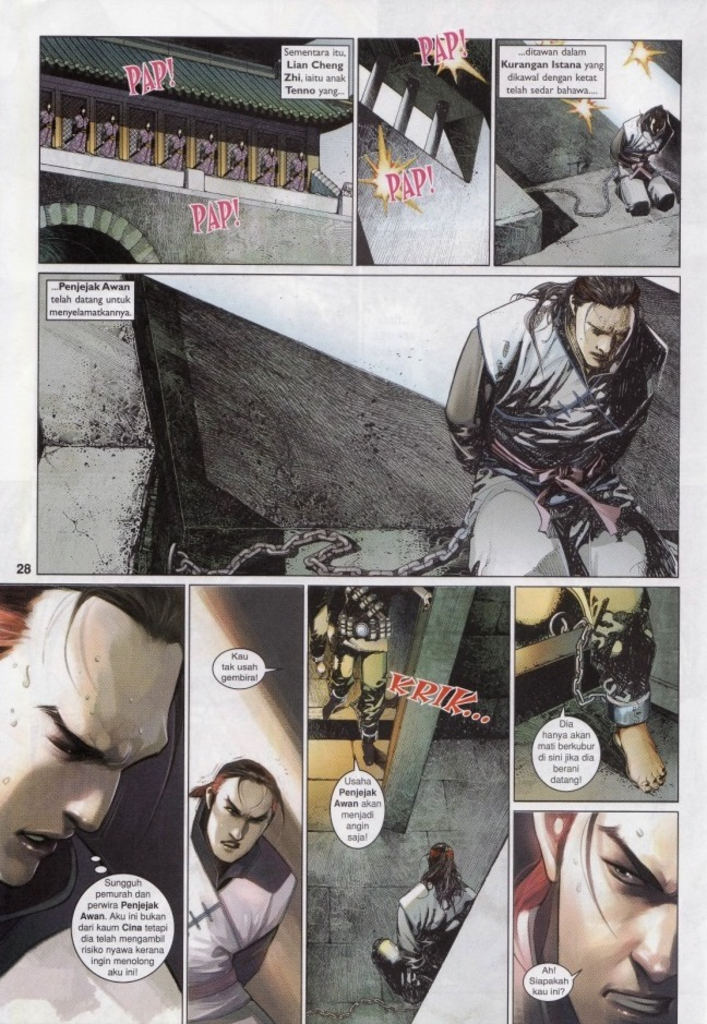 PAP!
Sementara itu,
Lian Cheng
Zhi, iaitu anak
Tenno yang...
PAP!
PAP!
PAP!
...ditawan dalam
Kurangan Istana yang
dikawal dengan ketat
telah sedar bahawa....
...Penjejak Awan
telah datang untuk
menyelamatkannya.
28
Sungguh
pemurah dan
perwira Penjejak
Awan. Aku ini bukan
dari kaum Cina tetapi
dia telah mengambil
risiko nyawa kerana
ingin menolong
aku ini!
Kau
tak usah
gembira!
KRIK...
Usaha
Penjejak
Awan akan
menjadi
angin
saja!
Dia
hanya akan
mati berkubur
di sini jika dia
berani
datang!
Ah!
Siapakah
kau ini?